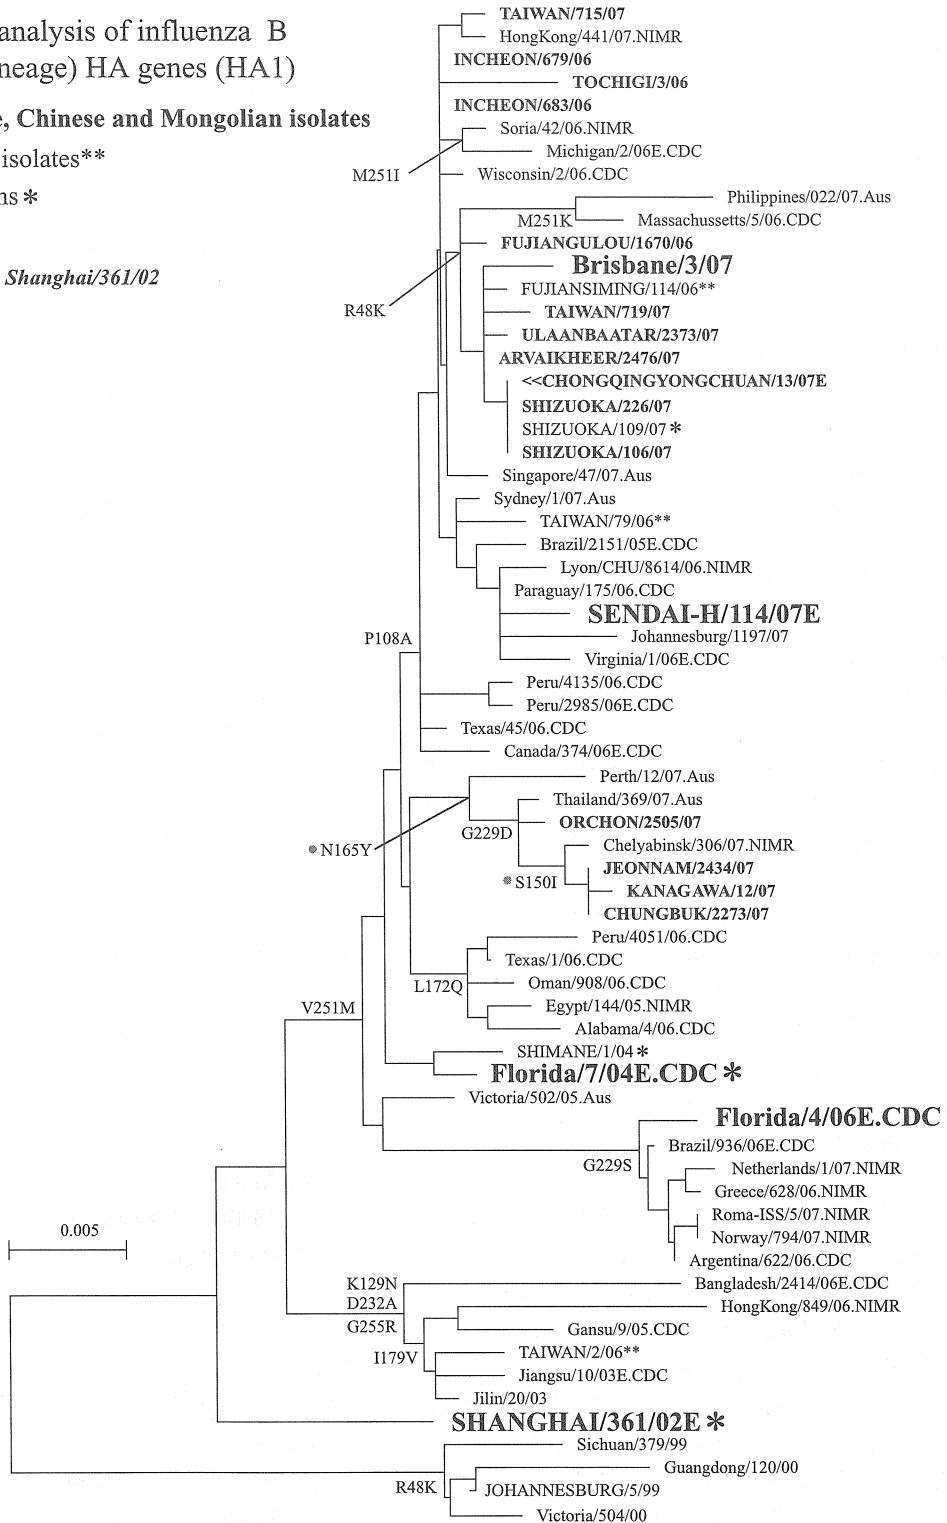 analysis of influenza B
neage) HA genes (HA1)
e, Chinese and Mongolian isolates
isolates**
ns *
Shanghai/361/02
TAIWAN/715/07
HongKong/441/07.NIMR
INCHEON/679/06
TOCHIGI/3/06
INCHEON/683/06
Soria/42/06.NIMR
Michigan/2/06E.CDC
M251I
Wisconsin/2/06.CDC
Philippines/022/07.Aus
M251K
Massachussetts/5/06.CDC
FUJIANGULOU/1670/06
Brisbane/3/07
FUJIANSIMING/114/06**
R48K
TAIWAN/719/07
ULAANBAATAR/2373/07
ARVAIKHEER/2476/07
<<CHONGQINGYONGCHUAN/13/07E
SHIZUOKA/226/07
SHIZUOKA/109/07 *
SHIZUOKA/106/07
Singapore/47/07.Aus
Sydney/1/07.Aus
TAIWAN/79/06**
Brazil/2151/05E.CDC
Lyon/CHU/8614/06.NIMR
Paraguay/175/06.CDC
SENDAI-H/114/07E
P108A
Johannesburg/1197/07
Virginia/1/06E.CDC
Peru/4135/06.CDC
Peru/2985/06E.CDC
Texas/45/06.CDC
Canada/374/06E.CDC
Perth/12/07.Aus
Thailand/369/07.Aus
ORCHON/2505/07
G229D
N165Y
Chelyabinsk/306/07.NIMR
JEONNAM/2434/07
S150I
KANAGAWA/12/07
CHUNGBUK/2273/07
Peru/4051/06.CDC
Texas/1/06.CDC
L172Q
Oman/908/06.CDC
Egypt/144/05.NIMR
V251M
Alabama/4/06.CDC
SHIMANE/1/04 *
Florida/7/04E.CDC *
Victoria/502/05.Aus
Florida/4/06E.CDC
Brazil/936/06E.CDC
G229S
Netherlands/1/07.NIMR
Greece/628/06.NIMR
Roma-ISS/5/07.NIMR
0.005
Norway/794/07.NIMR
Argentina/622/06.CDC
K129N
Bangladesh/2414/06E.CDC
D232A
HongKong/849/06.NIMR
G255R
Gansu/9/05.CDC
I179V
TAIWAN/2/06**
Jiangsu/10/03E.CDC
Jilin/20/03
SHANGHAI/361/02E *
Sichuan/379/99
Guangdong/120/00
R48K
JOHANNESBURG/5/99
Victoria/504/00